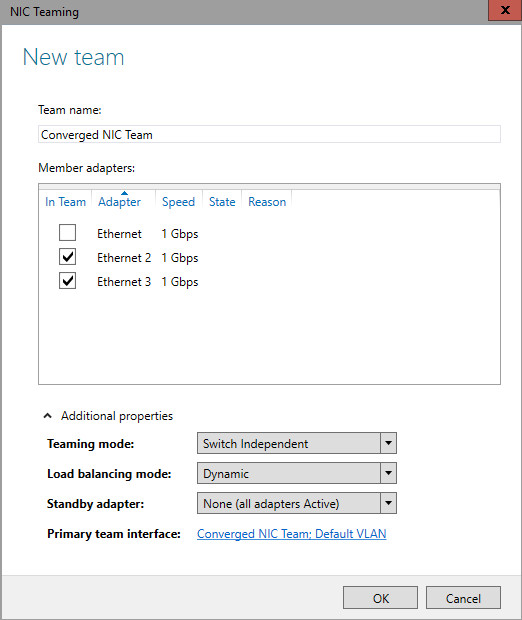 NIC Teaming
x
New team
Team name:
Converged NIC Team
Member adapters:
In Team Adapter Speed State Reason
Ethernet 1 Gbps
Ethernet 2 1 Gbps
Ethernet 3 1 Gbps
Additional properties
Teaming mode: Switch Independent
Load balancing mode: Dynamic
Standby adapter: None (all adapters Active)
Primary team interface: Converged NIC Team; Default VLAN
OK Cancel